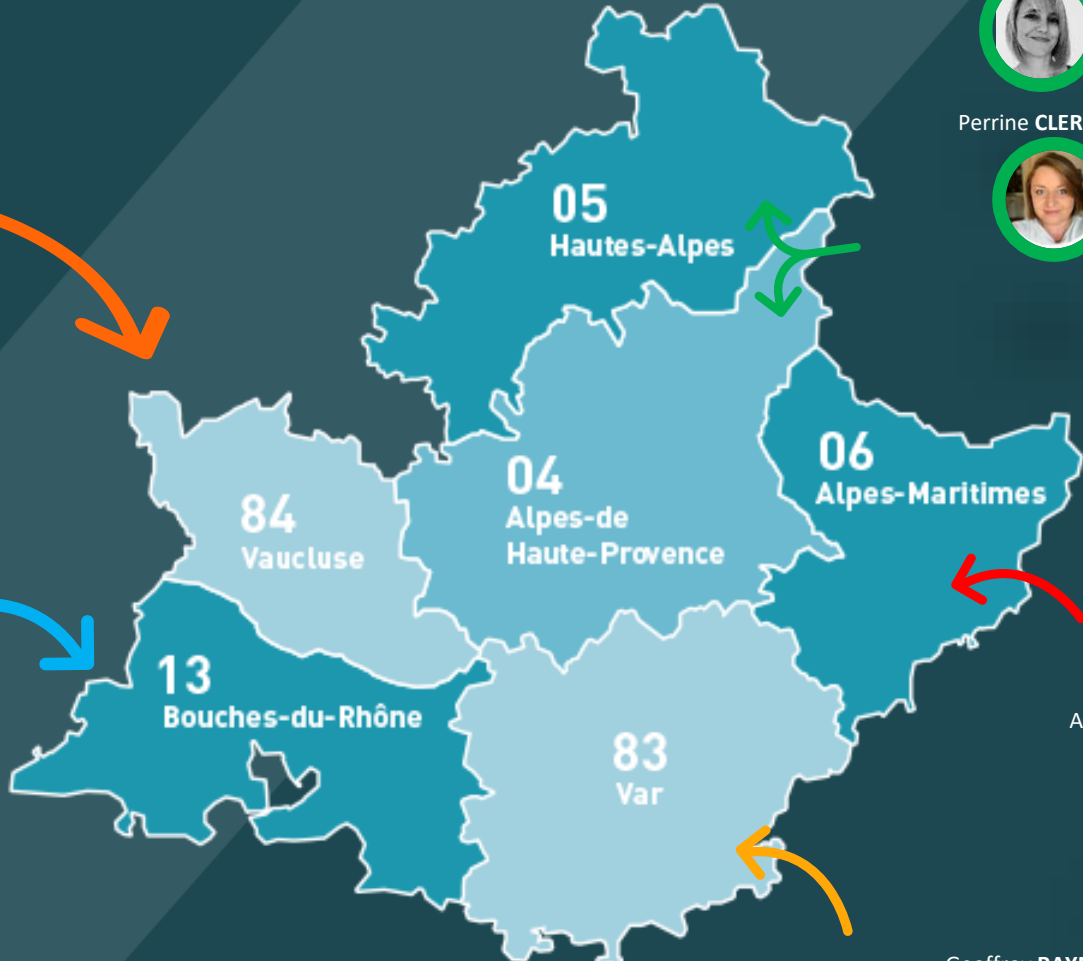 Perrine CLER
05
Hautes-Alpes
04
Alpes-de
Haute-Provence
06
Alpes-Maritimes
84
Vaucluse
13
Bouches-du-Rhône
A
83
Var